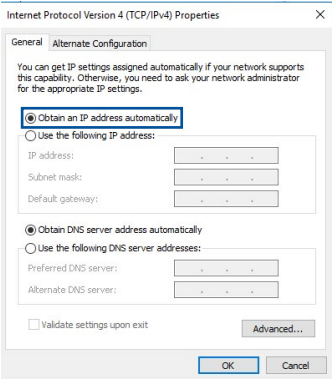 Internet Protocol Version 4 (TCP/IPv4) Properties
General Alternate Configuration
You can get IP settings assigned automatically if your network supports
this capability. Otherwise, you need to ask your network administrator
for the appropriate IP settings.
Obtain an IP address automatically
Use the following IP address:
IP address:
Subnet mask:
Default gateway:
Obtain DNS server address automatically
Use the following DNS server addresses:
Preferred DNS server:
Alternate DNS server:
Validate settings upon exit
Advanced...
OK Cancel